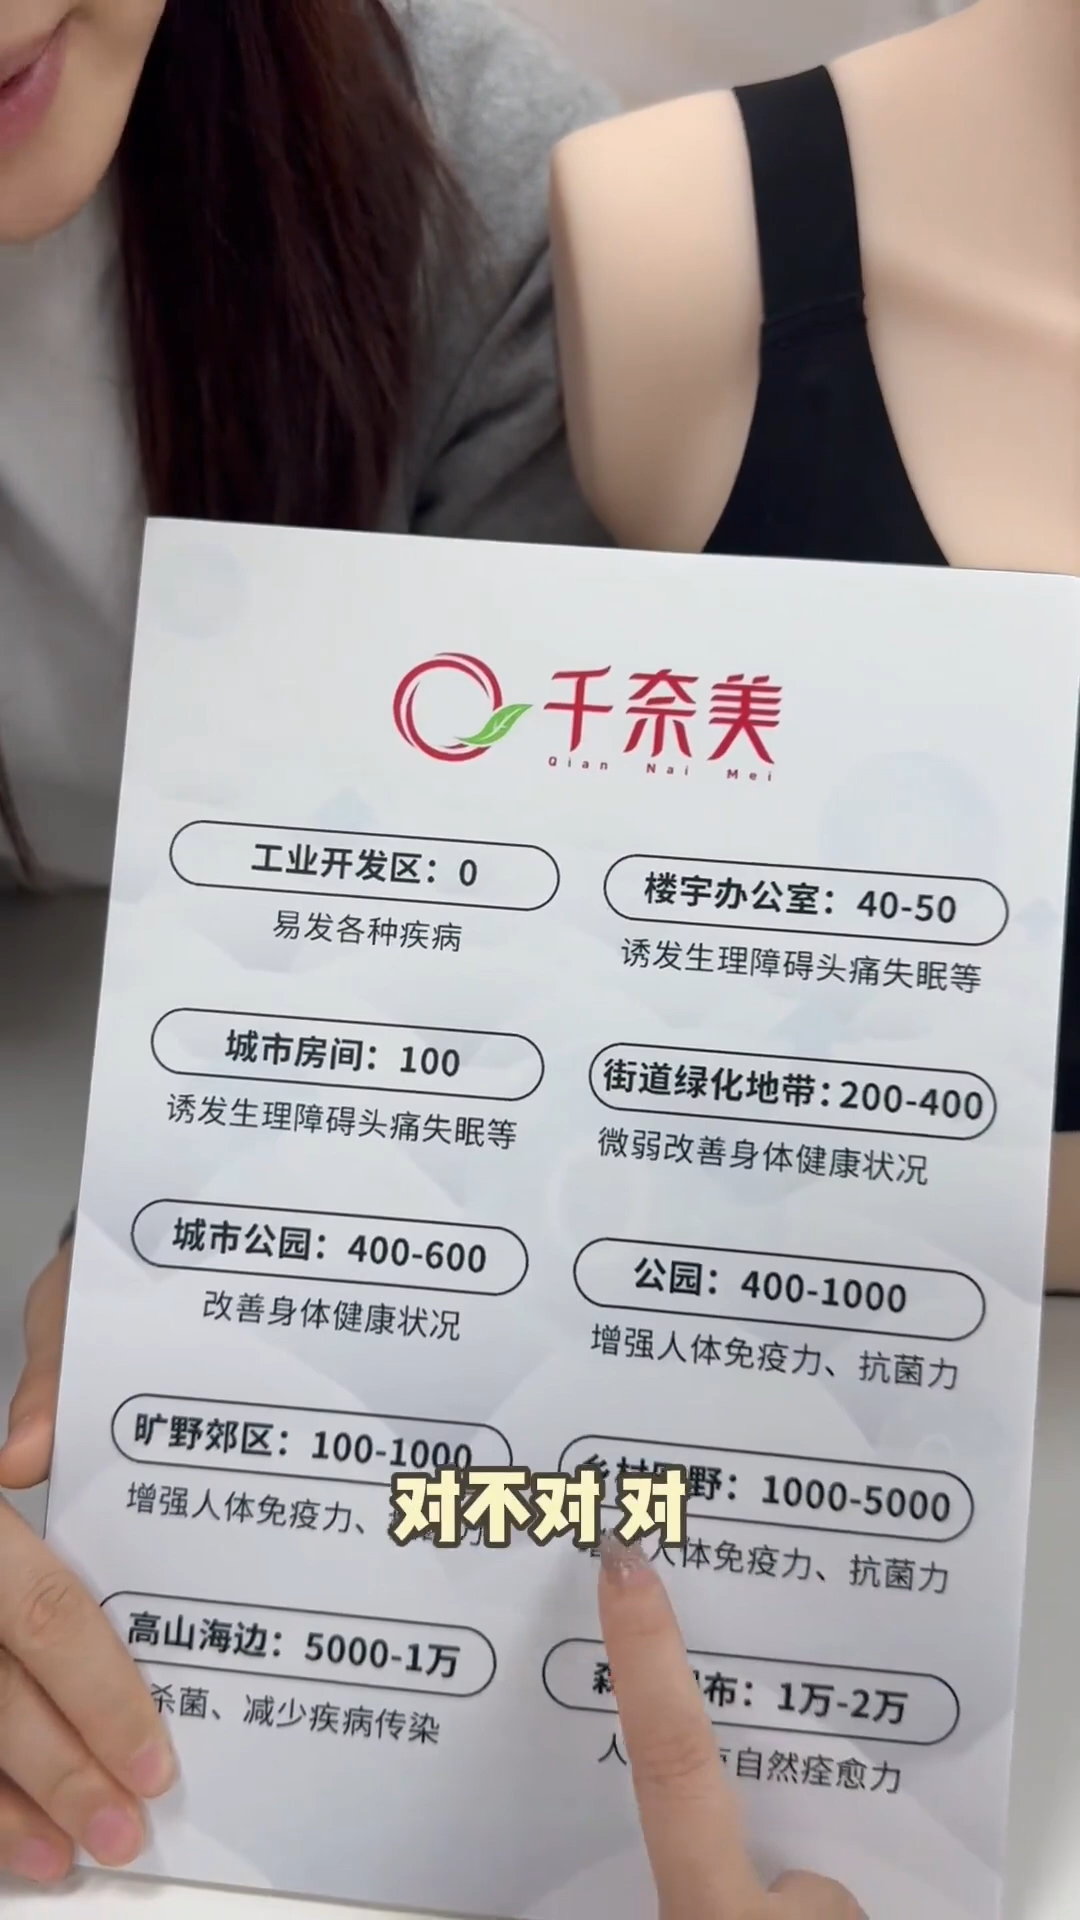 千奈美
Qian Nai Mei
工业开发区：0
易发各种疾病
楼宇办公室：40-50
诱发生理障碍头痛失眠等
城市房间：100
诱发生理障碍头痛失眠等
街道绿化地带：200-400
微弱改善身体健康状况
城市公园：400-600
改善身体健康状况
公园：400-1000
增强人体免疫力、抗菌力
旷野郊区：100-1000
增强人体免疫力、
乡村田野：1000-5000
增强人体免疫力、抗菌力
对不对 对
高山海边：5000-1万
杀菌、减少疾病传染
布：1万-2万
人
自然痊愈力